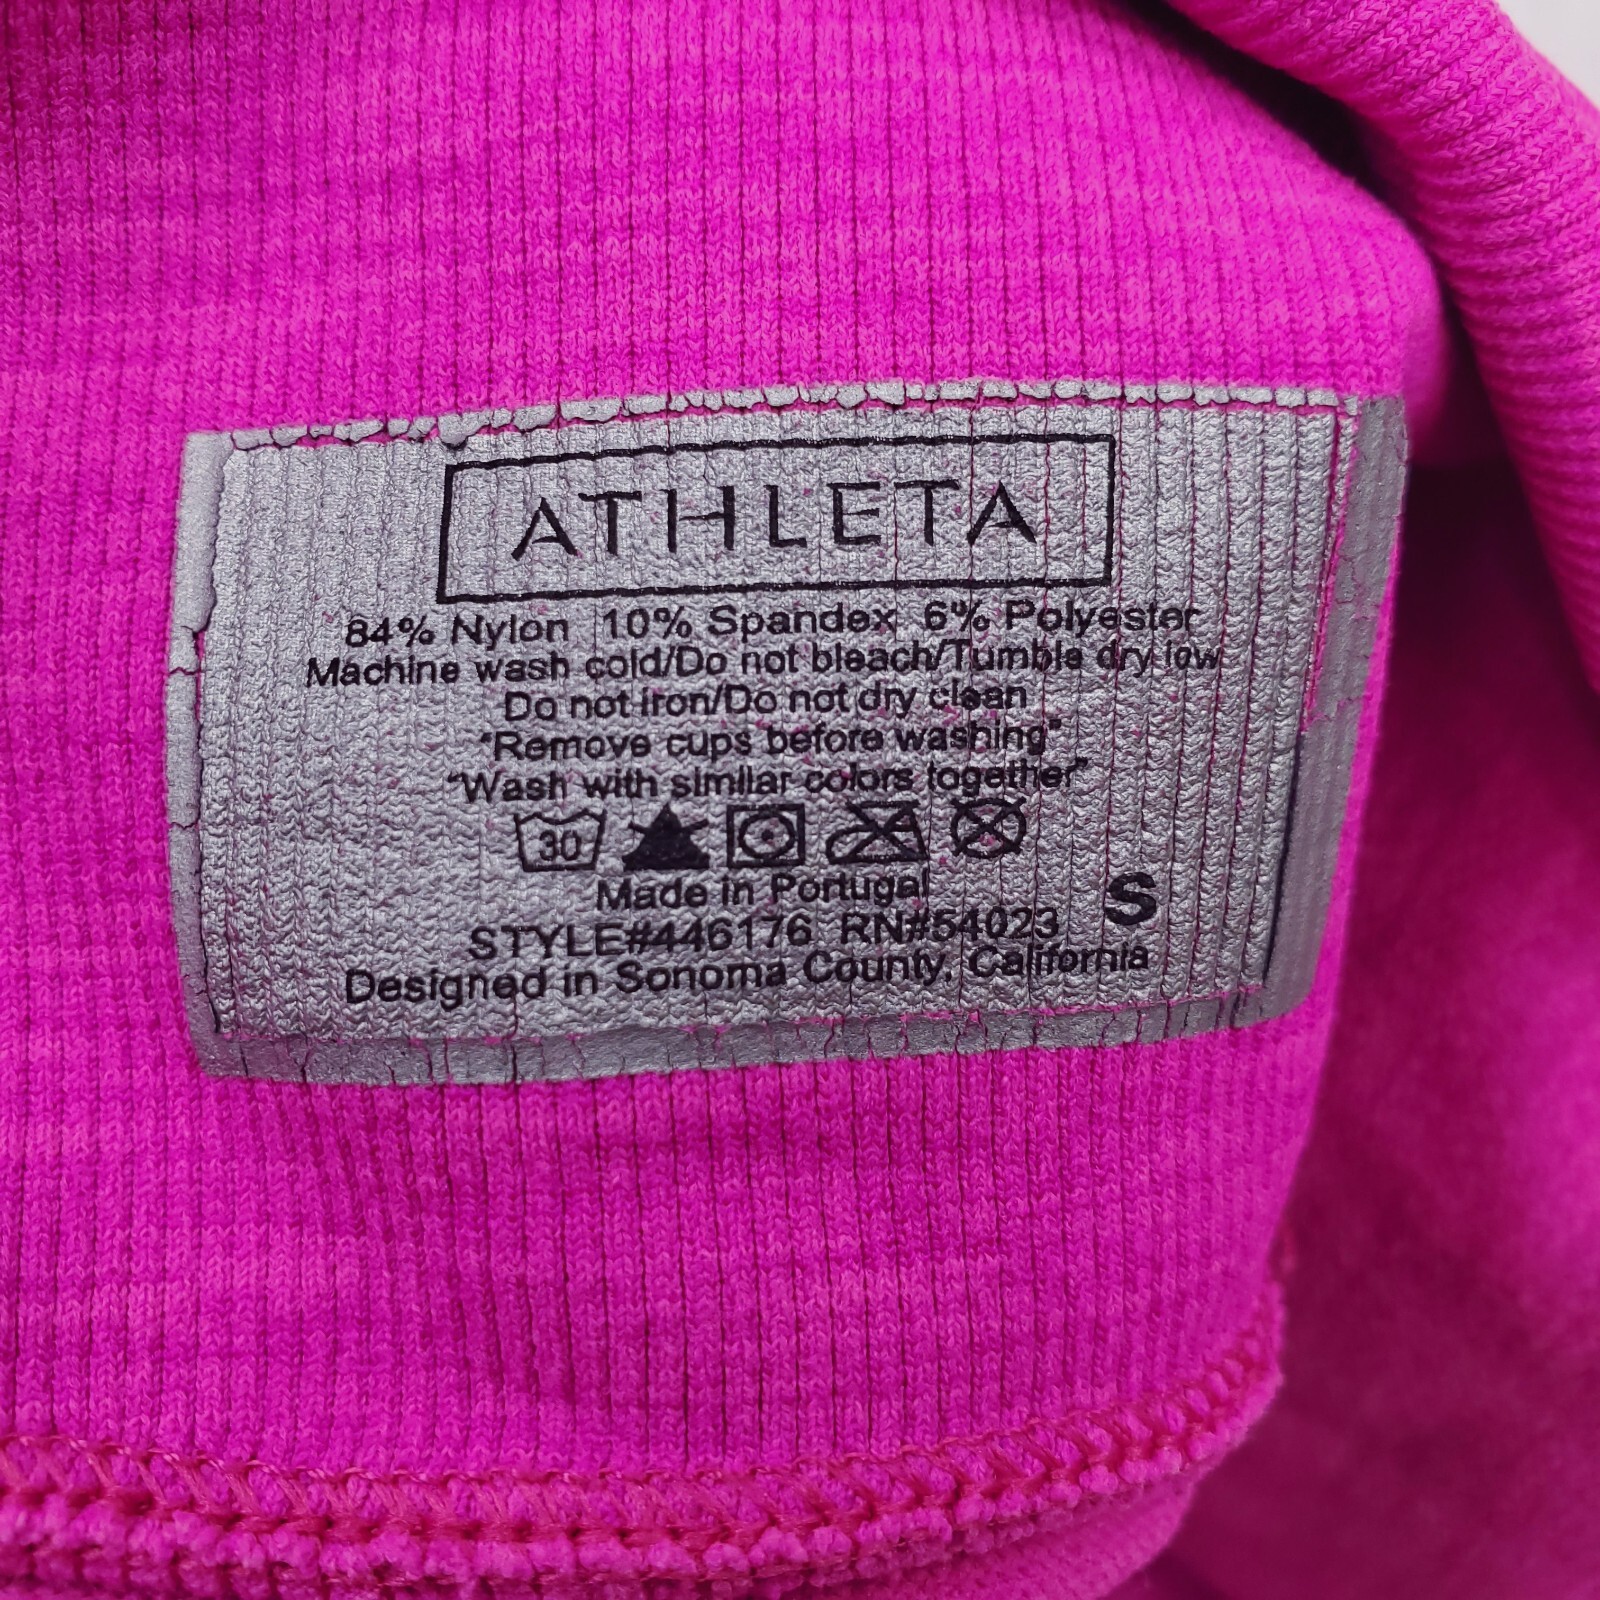 ATHLETA
84% Nylon 10% Spandex 6% Polyester
Machine wash cold/Do not bleach/Tumble dry low
Do not iron/Do not dry clean
"Remove cups before washing"
"Wash with similar colors together"
30
Made in Portugal
S
STYLE#446176 RN#54023
Designed in Sonoma County, California